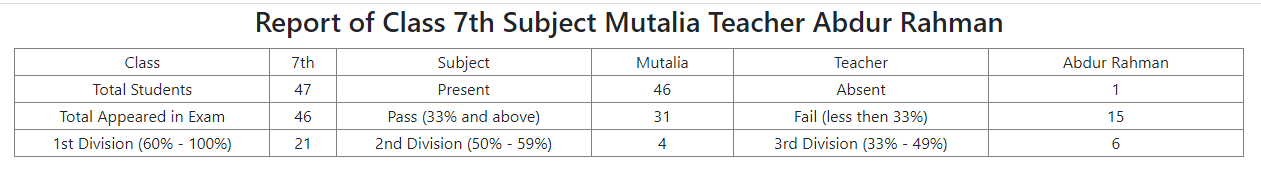 Report of Class 7th Subject Mutalia Teacher Abdur Rahman
Class 7th Subject Mutalia Teacher Abdur Rahman
Total Students 47 Present 46 Absent 1
Total Appeared in Exam 46 Pass (33% and above) 31 Fail (less then 33%) 15
1st Division (60% - 100%) 21 2nd Division (50% - 59%) 4 3rd Division (33% - 49%) 6